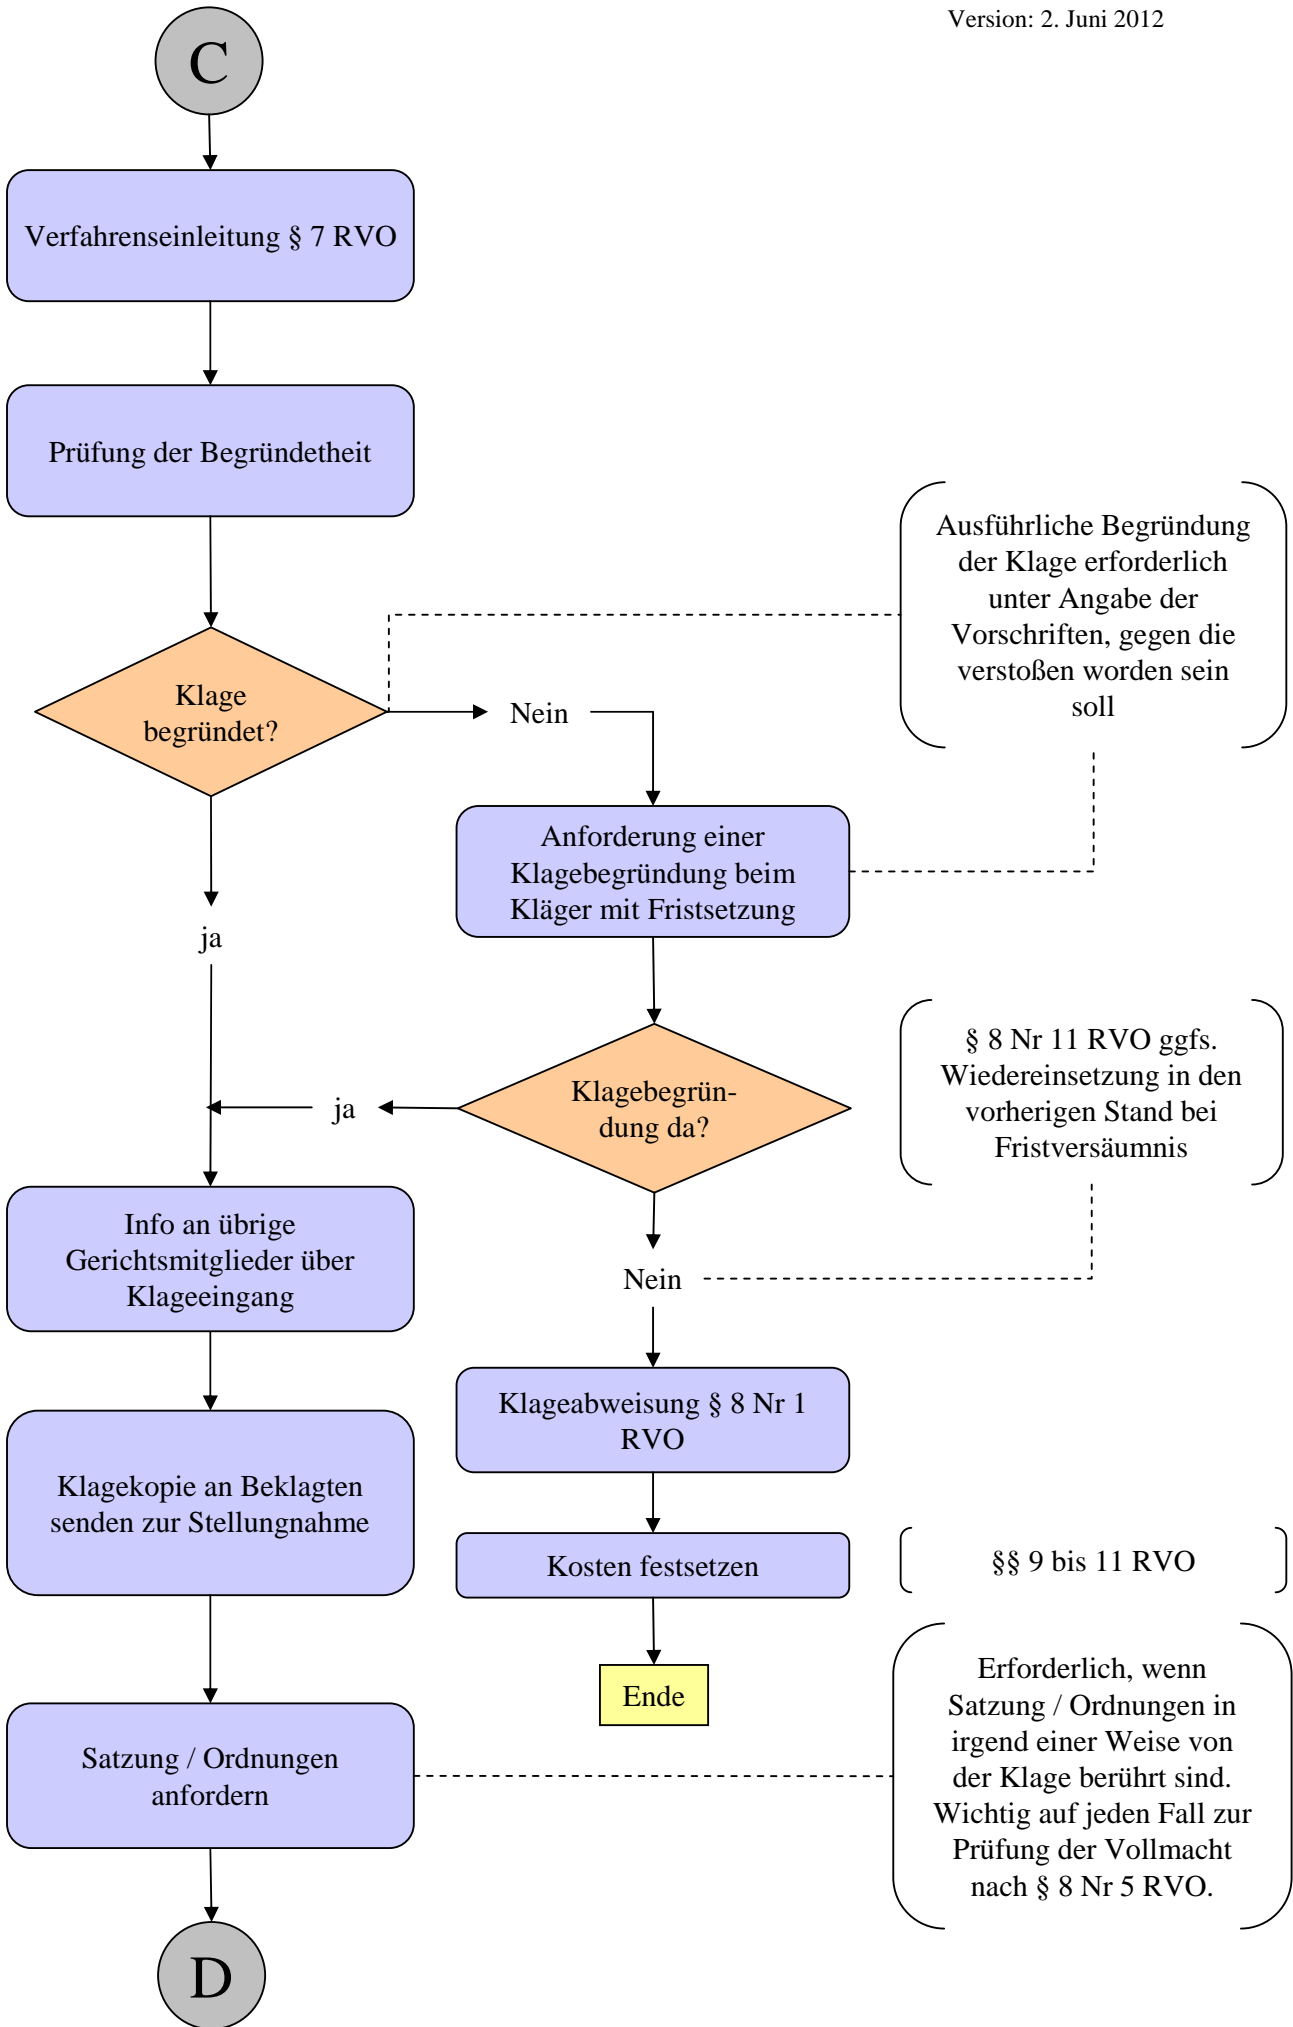 Version: 2. Juni 2012
C
Verfahrenseinleitung § 7 RVO
Prüfung der Begründetheit
Ausführliche Begründung
der Klage erforderlich
unter Angabe der
Vorschriften, gegen die
verstoßen worden sein
soll
Klage
begründet?
Nein
Anforderung einer
Klagebegründung beim
Kläger mit Fristsetzung
ja
§ 8 Nr 11 RVO ggfs.
Wiedereinsetzung in den
vorherigen Stand bei
Fristversäumnis
Klagebegrün-
dung da?
ja
Info an übrige
Gerichtsmitglieder über
Klageeingang
Nein
Klageabweisung § 8 Nr 1
RVO
Klagekopie an Beklagten
senden zur Stellungnahme
Kosten festsetzen
§§ 9 bis 11 RVO
Ende
Satzung / Ordnungen
anfordern
Erforderlich, wenn
Satzung / Ordnungen in
irgend einer Weise von
der Klage berührt sind.
Wichtig auf jeden Fall zur
Prüfung der Vollmacht
nach § 8 Nr 5 RVO.
D